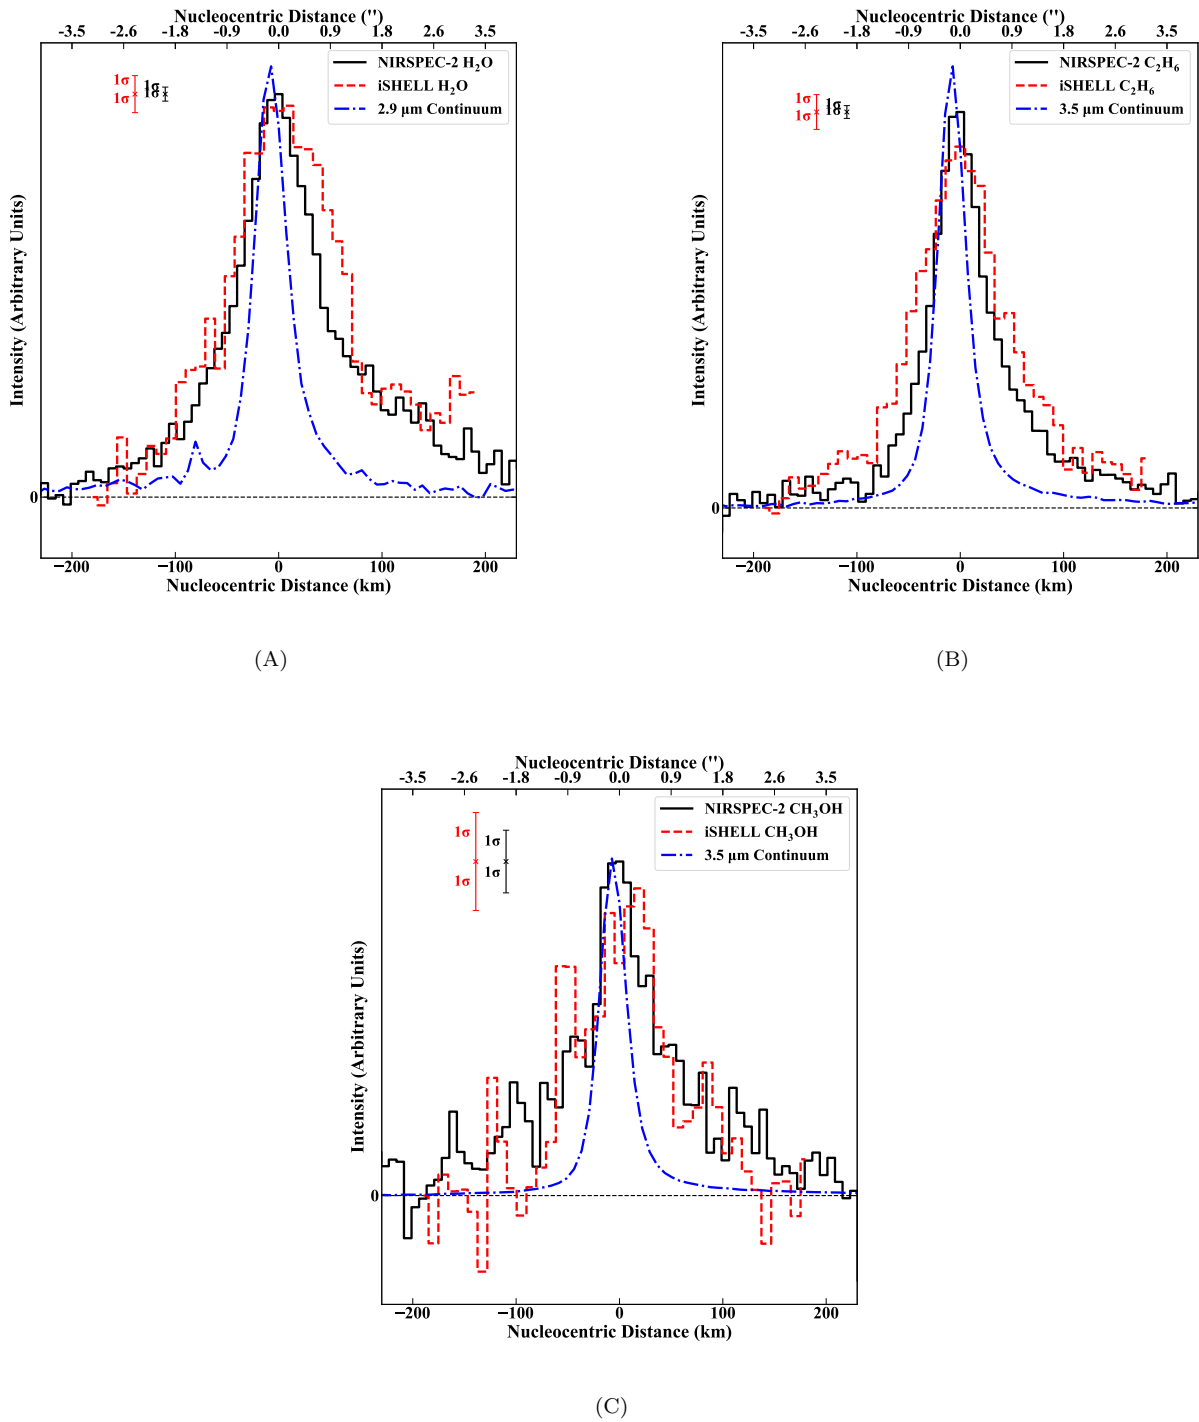 Nucleocentric Distance ('')
-3.5 -2.6 -1.8 -0.9 0.0 0.9 1.8 2.6 3.5
NIRSPEC-2 H₂O
iSHELL H₂O
2.9 μm Continuum
1σ
1σ
1σ
1σ
Intensity (Arbitrary Units)
0
−200 −100 0 100 200
Nucleocentric Distance (km)
(A)
Nucleocentric Distance ('')
-3.5 -2.6 -1.8 -0.9 0.0 0.9 1.8 2.6 3.5
NIRSPEC-2 C₂H₆
iSHELL C₂H₆
3.5 μm Continuum
1σ
1σ
1σ
1σ
Intensity (Arbitrary Units)
0
−200 −100 0 100 200
Nucleocentric Distance (km)
(B)
Nucleocentric Distance ('')
-3.5 -2.6 -1.8 -0.9 0.0 0.9 1.8 2.6 3.5
NIRSPEC-2 CH₃OH
iSHELL CH₃OH
3.5 μm Continuum
1σ
1σ
1σ
1σ
Intensity (Arbitrary Units)
0
−200 −100 0 100 200
Nucleocentric Distance (km)
(C)